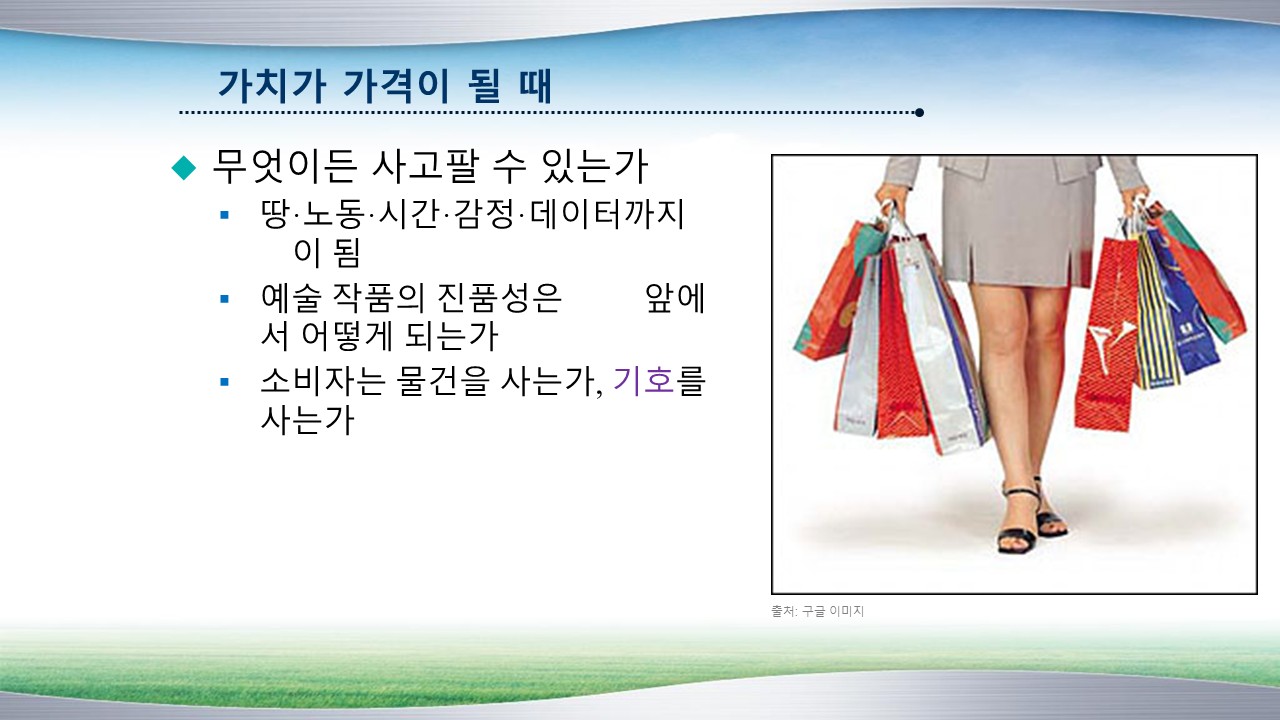 가치가 가격이 될 때
무엇이든 사고팔 수 있는가
땅·노동·시간·감정·데이터까지
이 됨
예술 작품의 진품성은 앞에
서 어떻게 되는가
소비자는 물건을 사는가, 기호를
사는가
출처: 구글 이미지